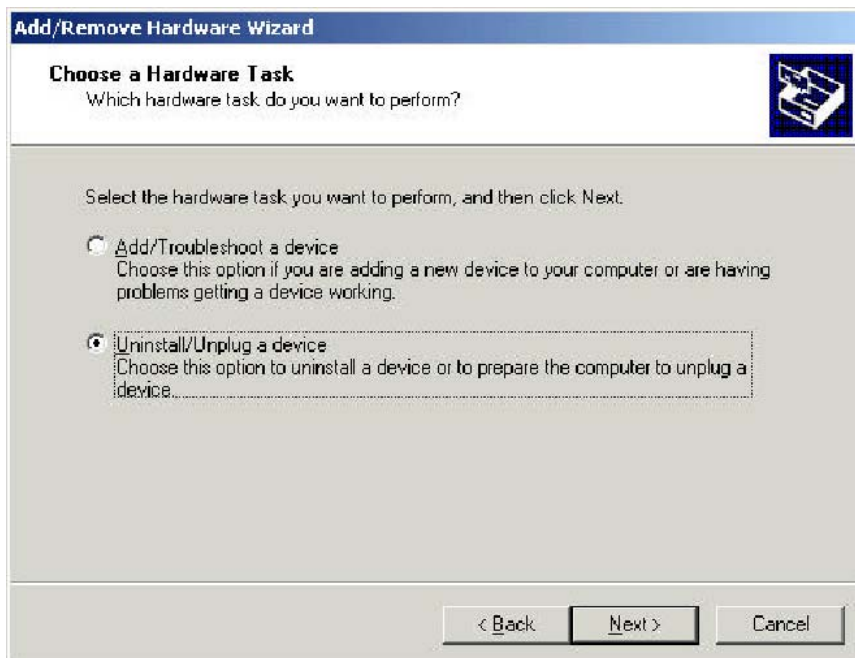 Add/Remove Hardware Wizard
Choose a Hardware Task
Which hardware task do you want to perform?
Select the hardware task you want to perform, and then click Next.
Add/Troubleshoot a device
Choose this option if you are adding a new device to your computer or are having
problems getting a device working.
Uninstall/Unplug a device
Choose this option to uninstall a device or to prepare the computer to unplug a
device.
< Back Next > Cancel